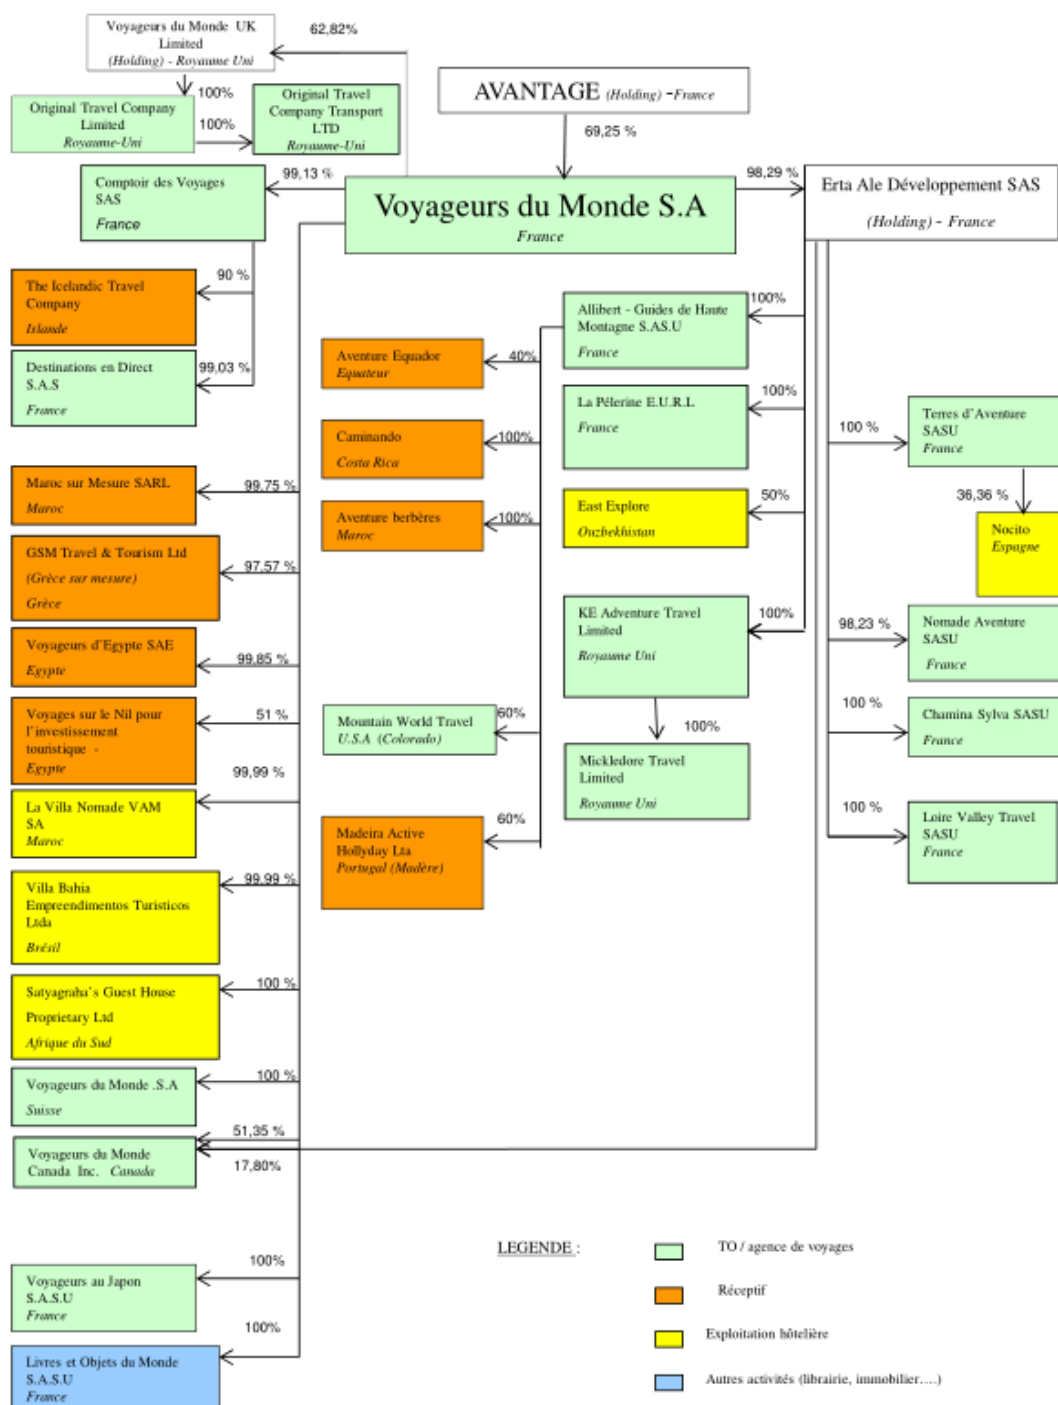 Voyageurs du Monde UK
Limited
(Holding) - Royaume Uni
62,82%
100%
Original Travel Company
Limited
Royaume-Uni
100%
Original Travel
Company Transport
LTD
Royaume-Uni
AVANTAGE (Holding) -France
69,25 %
Comptoir des Voyages
SAS
France
99,13 %
Voyageurs du Monde S.A
France
98,29 %
Erta Ale Développement SAS
(Holding) - France
90 %
The Icelandic Travel
Company
Islande
99,03 %
Destinations en Direct
S.A.S
France
Maroc sur Mesure SARL
Maroc
99,75 %
GSM Travel & Tourism Ltd
(Grèce sur mesure)
Grèce
97,57 %
Voyageurs d'Egypte SAE
Egypte
99,85 %
Voyages sur le Nil pour
l'investissement
touristique -
Egypte
51 %
99,99 %
La Villa Nomade VAM
SA
Maroc
Villa Bahia
Empreendimentos Turisticos
Ltda
Brésil
99,99 %
Satyagraha's Guest House
Proprietary Ltd
Afrique du Sud
100 %
Voyageurs du Monde .S.A
Suisse
100 %
51,35 %
Voyageurs du Monde
Canada Inc. Canada
17,80%
100%
Voyageurs au Japon
S.A.S.U
France
100%
Livres et Objets du Monde
S.A.S.U
France
Aventure Equador
Equateur
40%
Caminando
Costa Rica
100%
Aventure berbères
Maroc
100%
Mountain World Travel
U.S.A (Colorado)
60%
Madeira Active
Hollyday Lta
Portugal (Madère)
60%
Allibert - Guides de Haute
Montagne S.AS.U
France
100%
La Pélerine E.U.R.L
France
100%
East Explore
Ouzbekhistan
50%
KE Adventure Travel
Limited
Royaume Uni
100%
100%
Mickledore Travel
Limited
Royaume Uni
100 %
Terres d'Aventure
SASU
France
36,36 %
Nocito
Espagne
98,23 %
Nomade Aventure
SASU
France
100 %
Chamina Sylva SASU
France
100 %
Loire Valley Travel
SASU
France
LEGENDE :
TO / agence de voyages
Réceptif
Exploitation hôtelière
Autres activités (librairie, immobilier….)